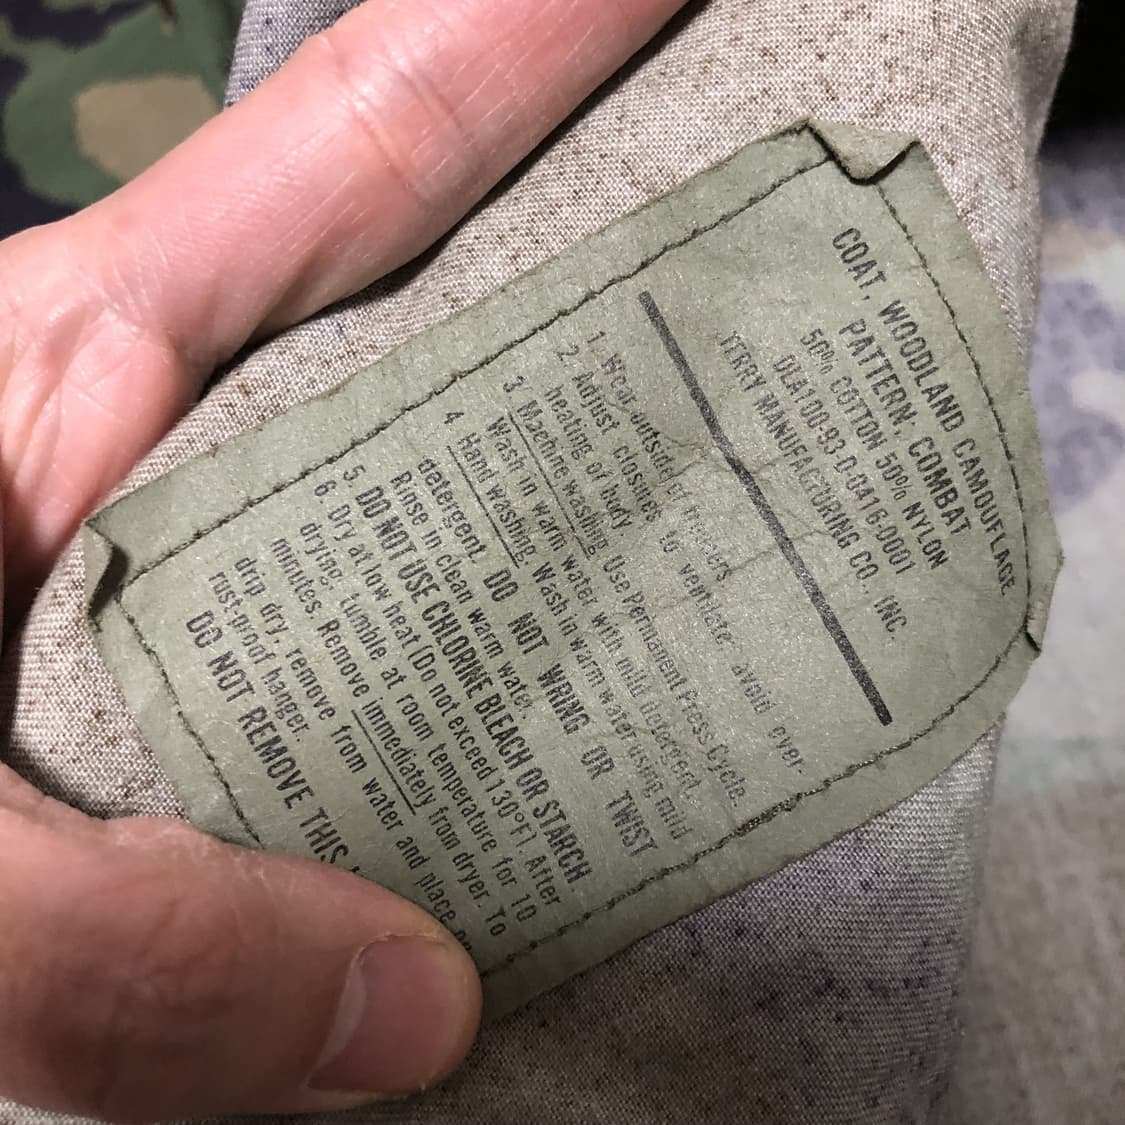 COAT, WOODLAND CAMOUFLAGE
PATTERN: COMBAT
50% COTTON 50% NYLON
DLA100-93-D-0416-0001
TERRY MANUFACTURING CO., INC.
1. Wear outside of trousers.
2. Adjust closures to ventilate avoid over-
heating of body.
3 Machine washing. Use Permanent Press Cycle.
Wash in warm water with mild detergent.
4 Hand washing. Wash in warm water using mild
detergent DO NOT WRING OR TWIST
Rinse in clean warm water.
5. DO NOT USE CHLORINE BLEACH OR STARCH.
6. Dry at low heat (Do not exceed 130°F) After
drying, tumble at room temperature for 10
minutes. Remove immediately from dryer. To
drip dry, remove from water and place on
rust-proof hanger.
DO NOT REMOVE THIS